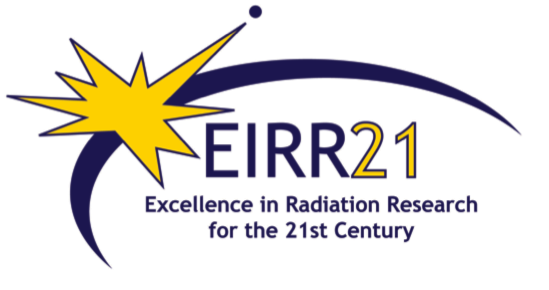 EIRR21
Excellence in Radiation Research
for the 21st Century